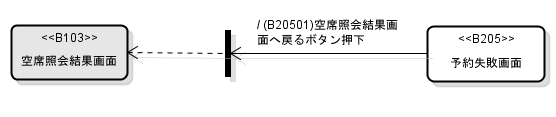 <<B103>>
空席照会結果画面
/ (B20501)空席照会結果画
面へ戻るボタン押下
<<B205>>
予約失敗画面